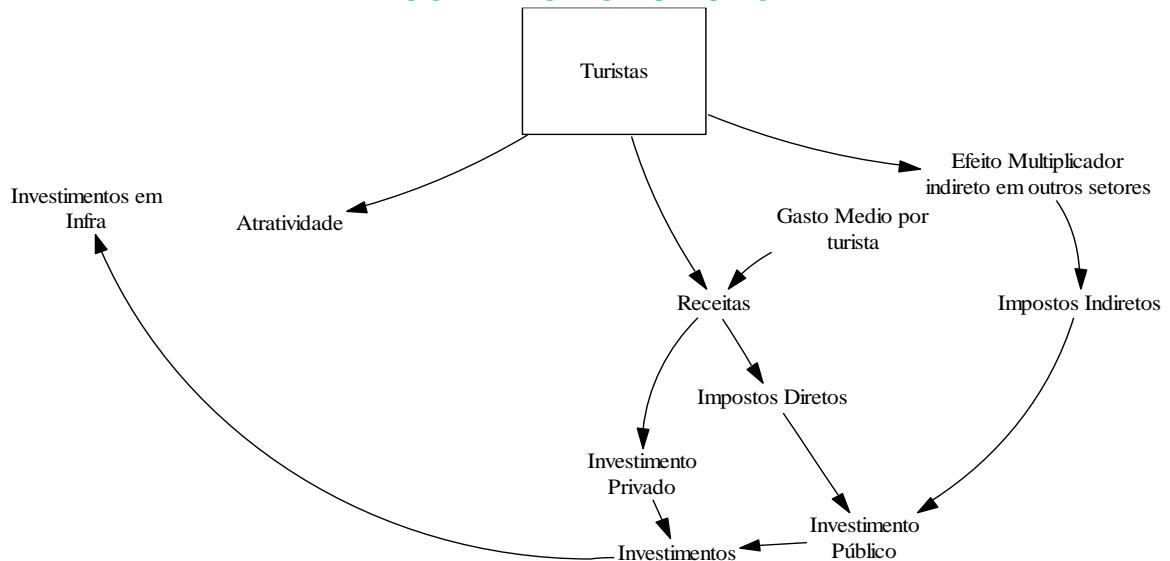 Turistas
Efeito Multiplicador
indireto em outros setores
Investimentos em
Infra
Atratividade
Gasto Medio por
turista
Receitas
Impostos Indiretos
Impostos Diretos
Investimento
Privado
Investimento
Público
Investimentos